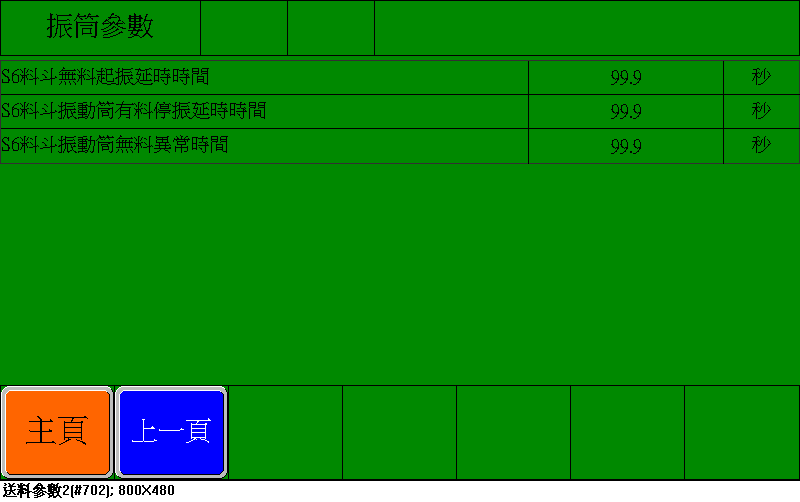 振筒參數
S6料斗無料起振延時時間 99.9 秒
S6料斗振動筒有料停振延時時間 99.9 秒
S6料斗振動筒無料異常時間 99.9 秒
主頁 上一頁
送料參數2(#702); 800X480